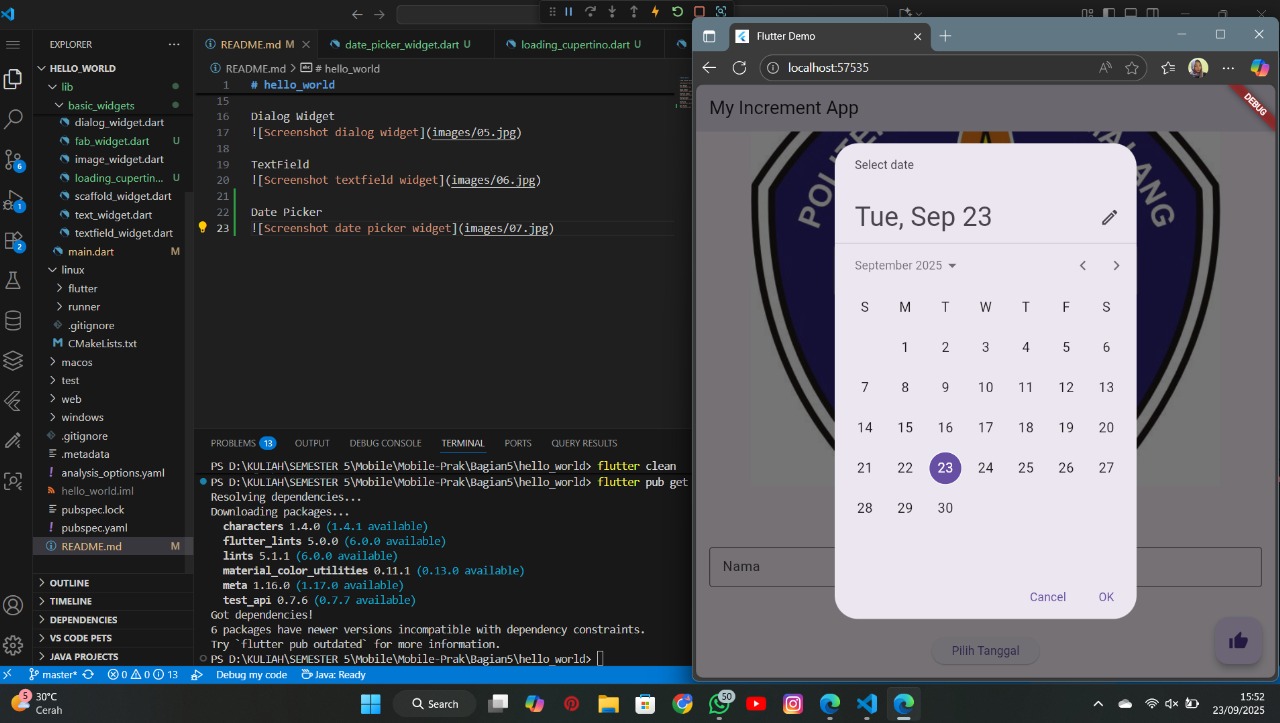 EXPLORER
HELLO_WORLD
lib
basic_widgets
dialog_widget.dart
fab_widget.dart U
image_widget.dart
loading_cupertin... U
scaffold_widget.dart
text_widget.dart
textfield_widget.dart
main.dart M
linux
flutter
runner
.gitignore
CMakeLists.txt
macos
test
web
windows
.gitignore
.metadata
analysis_options.yaml
hello_world.iml
pubspec.lock
pubspec.yaml
README.md M
OUTLINE
TIMELINE
DEPENDENCIES
VS CODE PETS
JAVA PROJECTS
6
1
2
README.md M
date_picker_widget.dart U
loading_cupertino.dart U
README.md > # hello_world
1 # hello_world
15
16 Dialog Widget
17 ![Screenshot dialog widget](images/05.jpg)
18
19 TextField
20 ![Screenshot textfield widget](images/06.jpg)
21
22 Date Picker
23 ![Screenshot date picker widget](images/07.jpg)
PROBLEMS 13 OUTPUT DEBUG CONSOLE TERMINAL PORTS QUERY RESULTS
PS D:\KULIAH\SEMESTER 5\Mobile\Mobile-Prak\Bagian5\hello_world> flutter clean
PS D:\KULIAH\SEMESTER 5\Mobile\Mobile-Prak\Bagian5\hello_world> flutter pub get
Resolving dependencies...
Downloading packages...
characters 1.4.0 (1.4.1 available)
flutter_lints 5.0.0 (6.0.0 available)
lints 5.1.1 (6.0.0 available)
material_color_utilities 0.11.1 (0.13.0 available)
meta 1.16.0 (1.17.0 available)
test_api 0.7.6 (0.7.7 available)
Got dependencies!
6 packages have newer versions incompatible with dependency constraints.
Try `flutter pub outdated` for more information.
PS D:\KULIAH\SEMESTER 5\Mobile\Mobile-Prak\Bagian5\hello_world>
master* 0 0 13 Debug my code Java: Ready
Flutter Demo
localhost:57535
My Increment App
DEBUG
Select date
Tue, Sep 23
September 2025
S M T W T F S
1 2 3 4 5 6
7 8 9 10 11 12 13
14 15 16 17 18 19 20
21 22 23 24 25 26 27
28 29 30
Cancel OK
Nama
Pilih Tanggal
5
30°C
Cerah
Search
50
15:52
23/09/2025